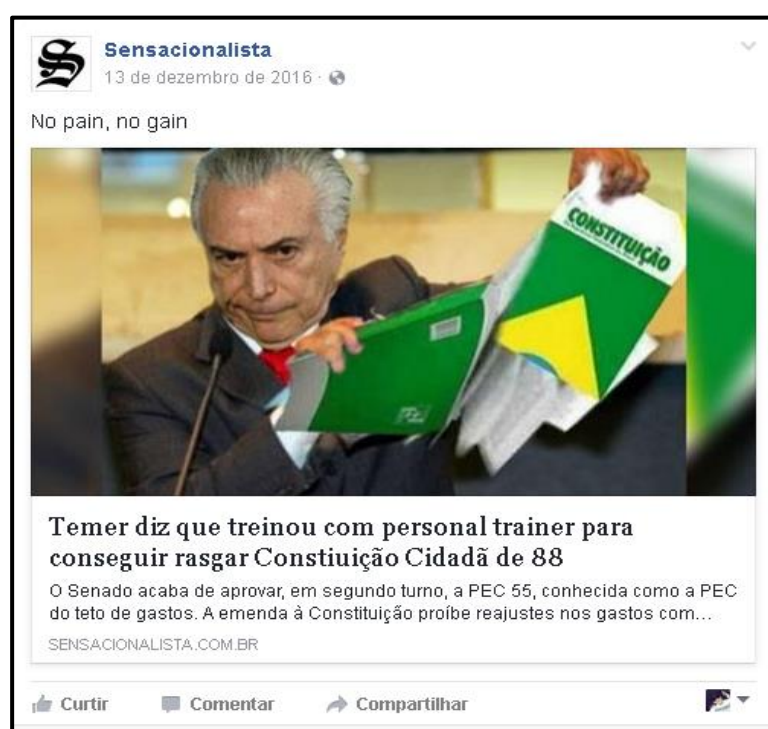 Sensacionalista
13 de dezembro de 2016 ·
No pain, no gain
CONSTITUIÇÃO
Temer diz que treinou com personal trainer para
conseguir rasgar Constiuição Cidadã de 88
O Senado acaba de aprovar, em segundo turno, a PEC 55, conhecida como a PEC
do teto de gastos. A emenda à Constituição proíbe reajustes nos gastos com...
SENSACIONALISTA.COM.BR
Curtir Comentar Compartilhar